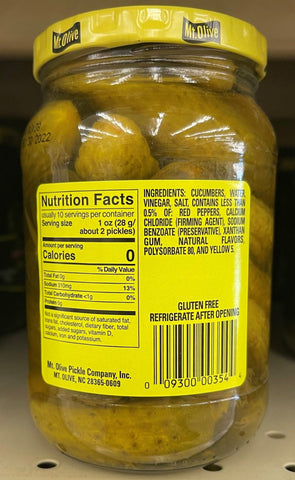 Mt. Olive
Mt. Olive
2022
Nutrition Facts
usually 10 servings per container
Serving size 1 oz (28 g/
about 2 pickles)
Amount per serving
Calories 0
% Daily Value
Total Fat 0g 0%
Sodium 310mg 13%
Total Carbohydrate <1g 0%
Protein 0g
Not a significant source of saturated fat,
trans fat, cholesterol, dietary fiber, total
sugars, added sugars, vitamin D,
calcium, iron and potassium.
Mt. Olive Pickle Company, Inc.
MT. OLIVE, NC 28365-0609
INGREDIENTS: CUCUMBERS, WATER,
VINEGAR, SALT, CONTAINS LESS THAN
0.5% OF: RED PEPPERS, CALCIUM
CHLORIDE (FIRMING AGENT), SODIUM
BENZOATE (PRESERVATIVE), XANTHAN
GUM, NATURAL FLAVORS,
POLYSORBATE 80, AND YELLOW 5.
GLUTEN FREE
REFRIGERATE AFTER OPENING
0 09300 00354 4